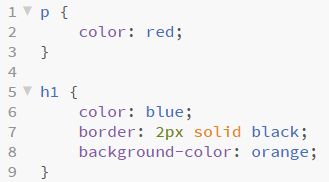 1 p {
2 color: red;
3 }
4
5 h1 {
6 color: blue;
7 border: 2px solid black;
8 background-color: orange;
9 }